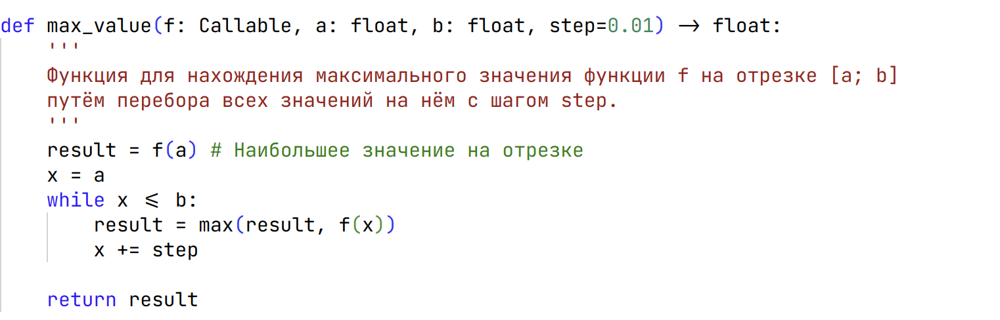 def max_value(f: Callable, a: float, b: float, step=0.01) -> float:
    '''
    Функция для нахождения максимального значения функции f на отрезке [a; b]
    путём перебора всех значений на нём с шагом step.
    '''
    result = f(a) # Наибольшее значение на отрезке
    x = a
    while x <= b:
        result = max(result, f(x))
        x += step
    return result